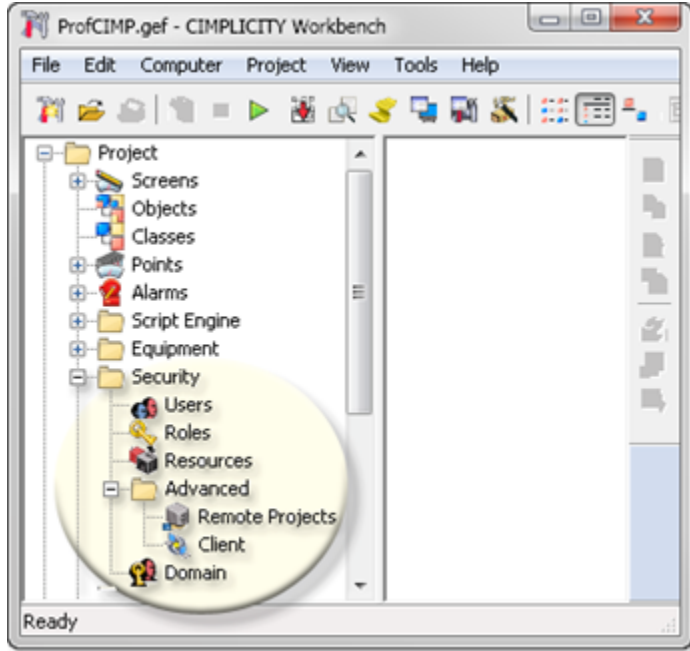 ProfCIMP.gef - CIMPLICITY Workbench
File Edit Computer Project View Tools Help
Project
Screens
Objects
Classes
Points
Alarms
Script Engine
Equipment
Security
Users
Roles
Resources
Advanced
Remote Projects
Client
Domain
Ready